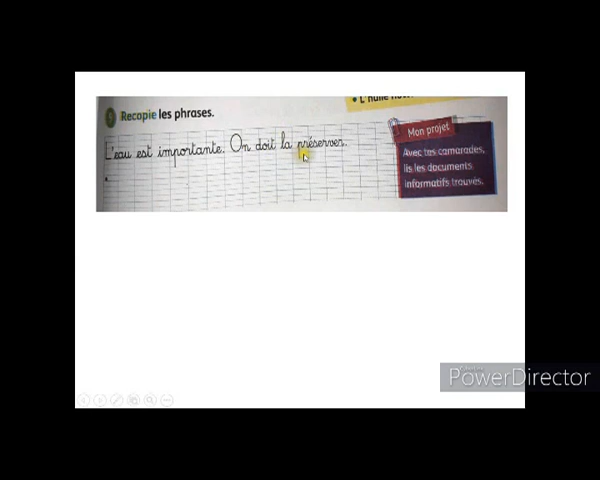 Recopie les phrases.
L'eau est importante. On doit la préserver.
Mon projet
Avec tes camarades,
lis les documents
informatifs trouvés.
PowerDirector